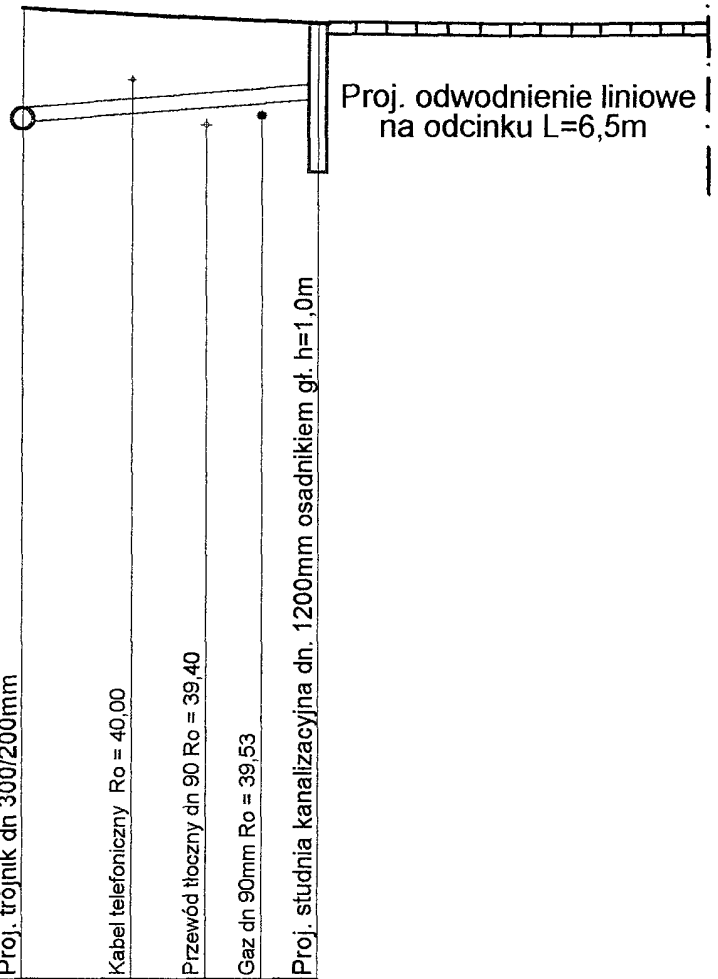 Proj. odwodnienie liniowe
na odcinku L=6,5m
Proj. trójnik dn 300/200mm
Kabel telefoniczny Ro = 40,00
Przewód tłoczny dn 90 Ro = 39,40
Gaz dn 90mm Ro = 39,53
Proj. studnia kanalizacyjna dn. 1200mm osadnikiem gł. h=1,0m